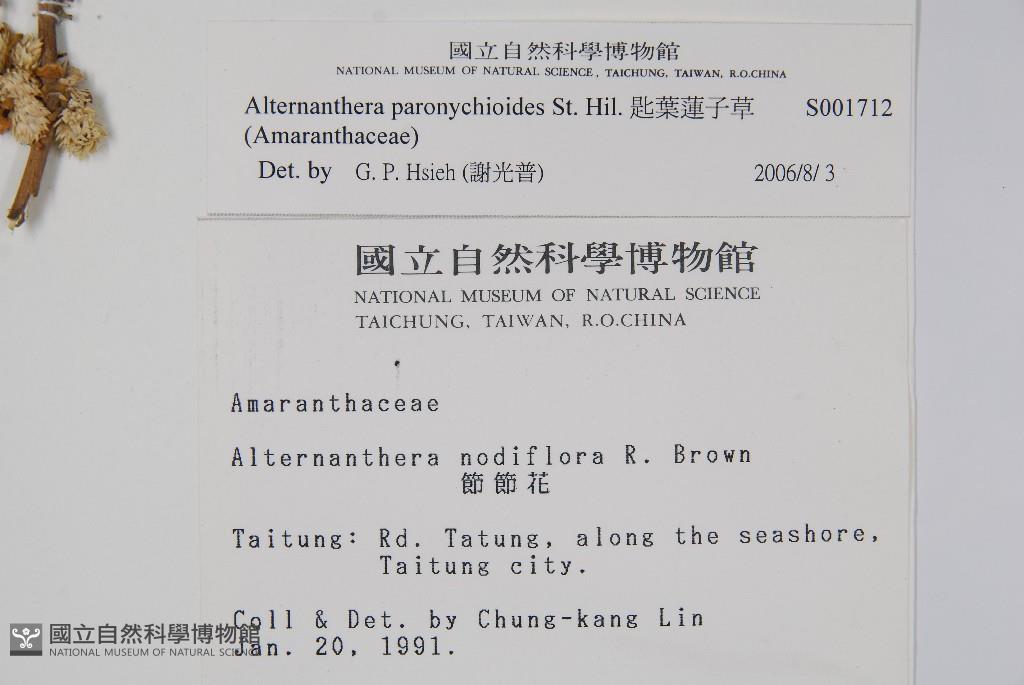 國立自然科學博物館
NATIONAL MUSEUM OF NATURAL SCIENCE, TAICHUNG, TAIWAN, R.O.CHINA
Alternanthera paronychioides St. Hil. 匙葉蓮子草 S001712
(Amaranthaceae)
Det. by G. P. Hsieh (謝光普) 2006/8/ 3
國立自然科學博物館
NATIONAL MUSEUM OF NATURAL SCIENCE
TAICHUNG, TAIWAN, R.O.CHINA
Amaranthaceae
Alternanthera nodiflora R. Brown
節節花
Taitung: Rd. Tatung, along the seashore,
Taitung city.
Coll & Det. by Chung-kang Lin
Jan. 20, 1991.
國立自然科學博物館
NATIONAL MUSEUM OF NATURAL SCIENCE